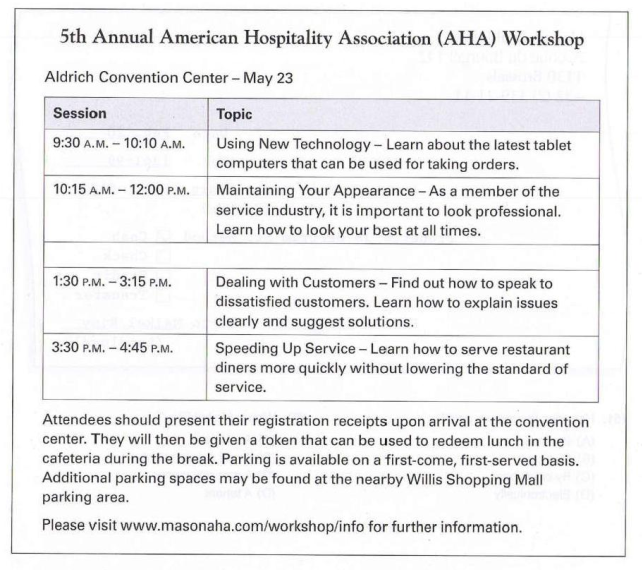 5th Annual American Hospitality Association (AHA) Workshop
Aldrich Convention Center – May 23
Session Topic
9:30 A.M. – 10:10 A.M. Using New Technology – Learn about the latest tablet
computers that can be used for taking orders.
10:15 A.M. – 12:00 P.M. Maintaining Your Appearance – As a member of the
service industry, it is important to look professional.
Learn how to look your best at all times.
1:30 P.M. – 3:15 P.M. Dealing with Customers – Find out how to speak to
dissatisfied customers. Learn how to explain issues
clearly and suggest solutions.
3:30 P.M. – 4:45 P.M. Speeding Up Service – Learn how to serve restaurant
diners more quickly without lowering the standard of
service.
Attendees should present their registration receipts upon arrival at the convention
center. They will then be given a token that can be used to redeem lunch in the
cafeteria during the break. Parking is available on a first-come, first-served basis.
Additional parking spaces may be found at the nearby Willis Shopping Mall
parking area.
Please visit www.masonaha.com/workshop/info for further information.